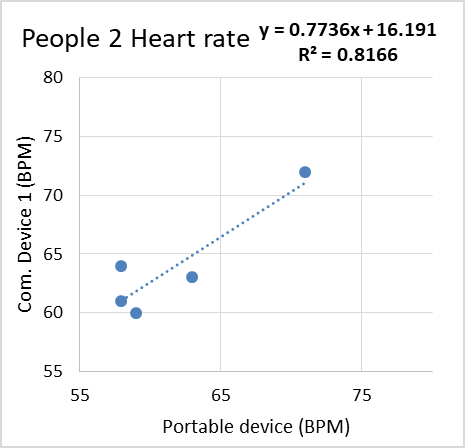 People 2 Heart rate
y = 0.7736x + 16.191
R² = 0.8166
80
75
70
65
60
55
55 65 75
Com. Device 1 (BPM)
Portable device (BPM)